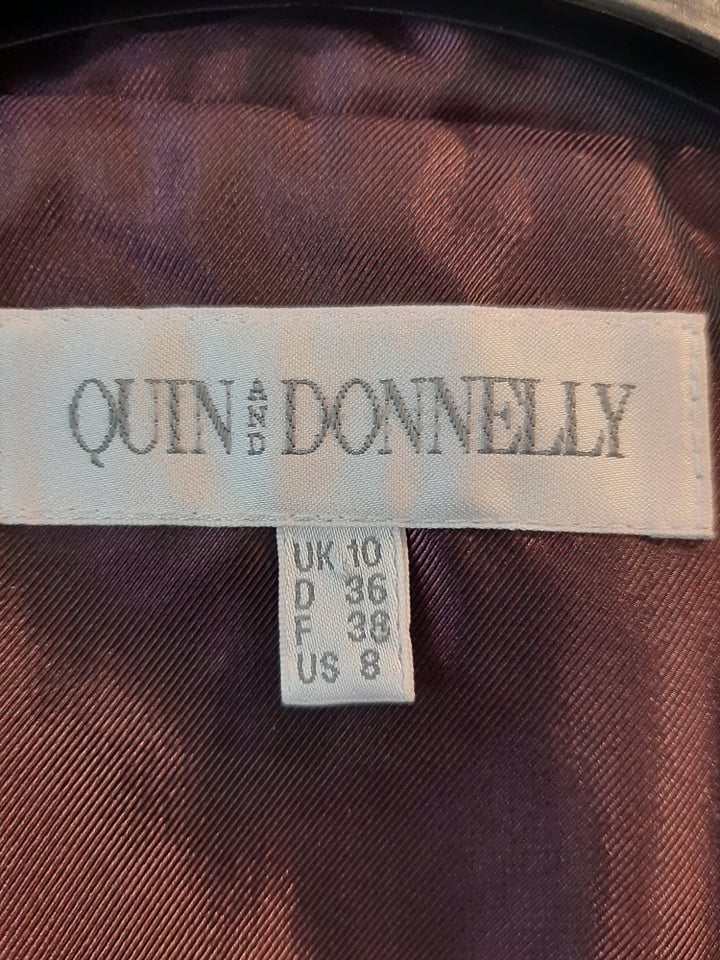 QUIN AND DONNELLY
UK 10
D 36
F 38
US 8